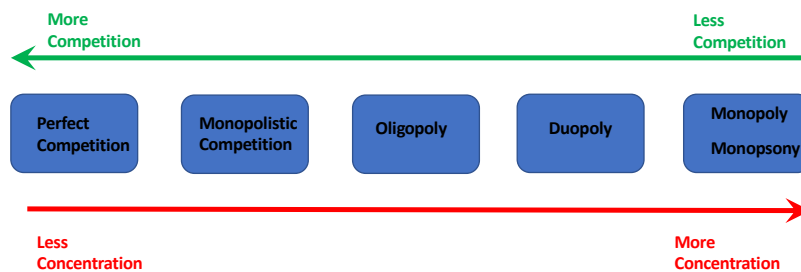 More
Competition
Less
Competition
Perfect
Competition
Monopolistic
Competition
Oligopoly
Duopoly
Monopoly
Monopsony
Less
Concentration
More
Concentration